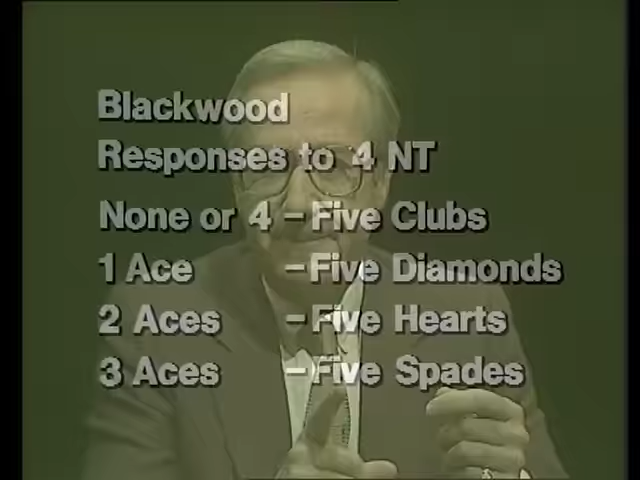 Blackwood
Responses to 4 NT
None or 4 – Five Clubs
1 Ace – Five Diamonds
2 Aces – Five Hearts
3 Aces – Five Spades